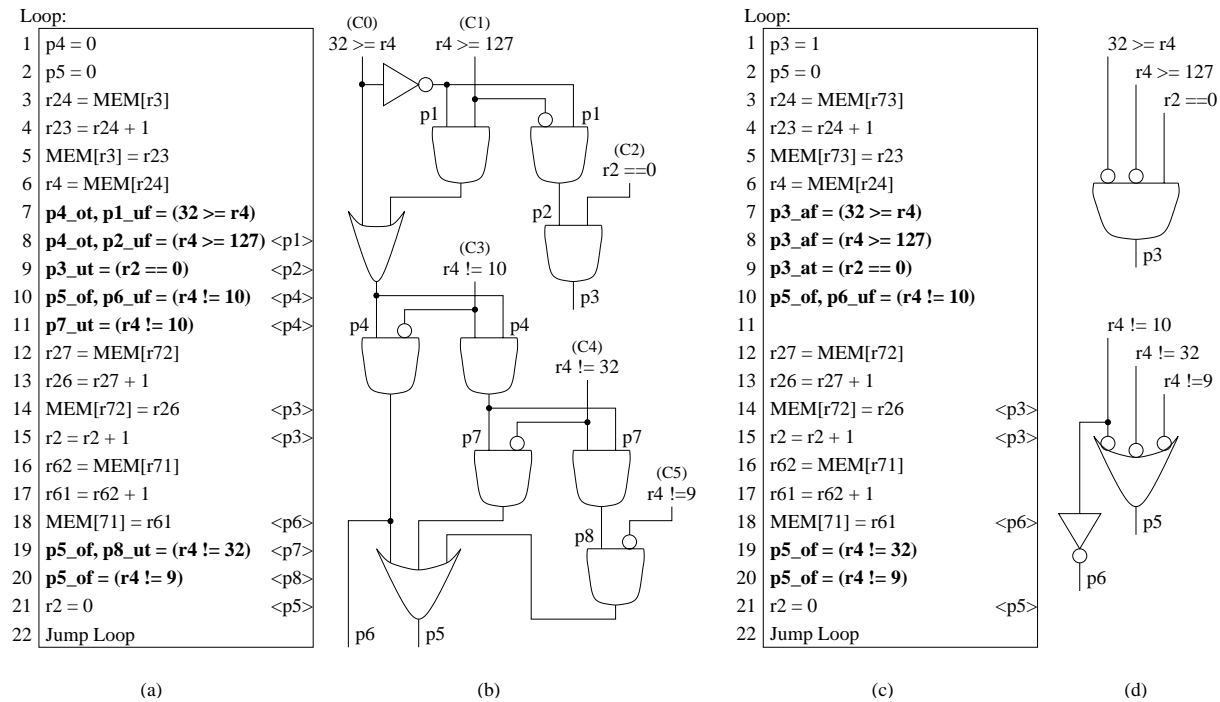 Loop:
1 p4 = 0
2 p5 = 0
3 r24 = MEM[r3]
4 r23 = r24 + 1
5 MEM[r3] = r23
6 r4 = MEM[r24]
7 p4_ot, p1_uf = (32 >= r4)
8 p4_ot, p2_uf = (r4 >= 127) <p1>
9 p3_ut = (r2 == 0) <p2>
10 p5_of, p6_uf = (r4 != 10) <p4>
11 p7_ut = (r4 != 10) <p4>
12 r27 = MEM[r72]
13 r26 = r27 + 1
14 MEM[r72] = r26 <p3>
15 r2 = r2 + 1 <p3>
16 r62 = MEM[r71]
17 r61 = r62 + 1
18 MEM[71] = r61 <p6>
19 p5_of, p8_ut = (r4 != 32) <p7>
20 p5_of = (r4 != 9) <p8>
21 r2 = 0 <p5>
22 Jump Loop
(a)
(C0) (C1)
32 >= r4 r4 >= 127
p1 p1
(C2)
r2 ==0
p2
(C3)
r4 != 10
p3
p4 p4
(C4)
r4 != 32
p7 p7
(C5)
r4 !=9
p8
p6 p5
(b)
Loop:
1 p3 = 1
2 p5 = 0
3 r24 = MEM[r73]
4 r23 = r24 + 1
5 MEM[r73] = r23
6 r4 = MEM[r24]
7 p3_af = (32 >= r4)
8 p3_af = (r4 >= 127)
9 p3_at = (r2 == 0)
10 p5_of, p6_uf = (r4 != 10)
11
12 r27 = MEM[r72]
13 r26 = r27 + 1
14 MEM[r72] = r26 <p3>
15 r2 = r2 + 1 <p3>
16 r62 = MEM[r71]
17 r61 = r62 + 1
18 MEM[71] = r61 <p6>
19 p5_of = (r4 != 32)
20 p5_of = (r4 != 9)
21 r2 = 0 <p5>
22 Jump Loop
(c)
32 >= r4
r4 >= 127
r2 ==0
p3
r4 != 10
r4 != 32
r4 !=9
p5
p6
(d)